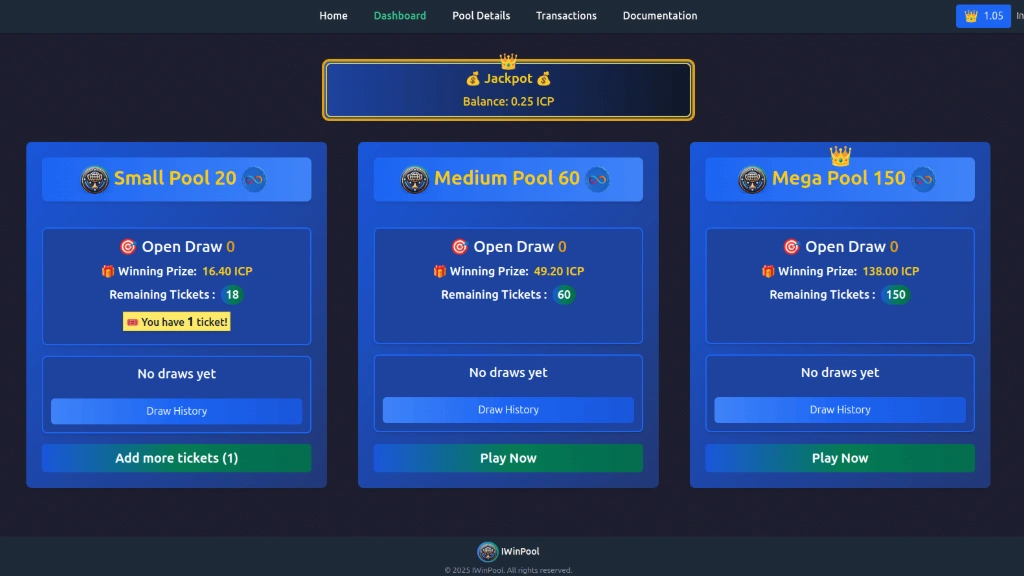 Home Dashboard Pool Details Transactions Documentation 1.05
Jackpot
Balance: 0.25 ICP
Small Pool 20
Open Draw 0
Winning Prize: 16.40 ICP
Remaining Tickets : 18
You have 1 ticket!
No draws yet
Draw History
Add more tickets (1)
Medium Pool 60
Open Draw 0
Winning Prize: 49.20 ICP
Remaining Tickets : 60
No draws yet
Draw History
Play Now
Mega Pool 150
Open Draw 0
Winning Prize: 138.00 ICP
Remaining Tickets : 150
No draws yet
Draw History
Play Now
IWinPool
© 2025 IWinPool. All rights reserved.